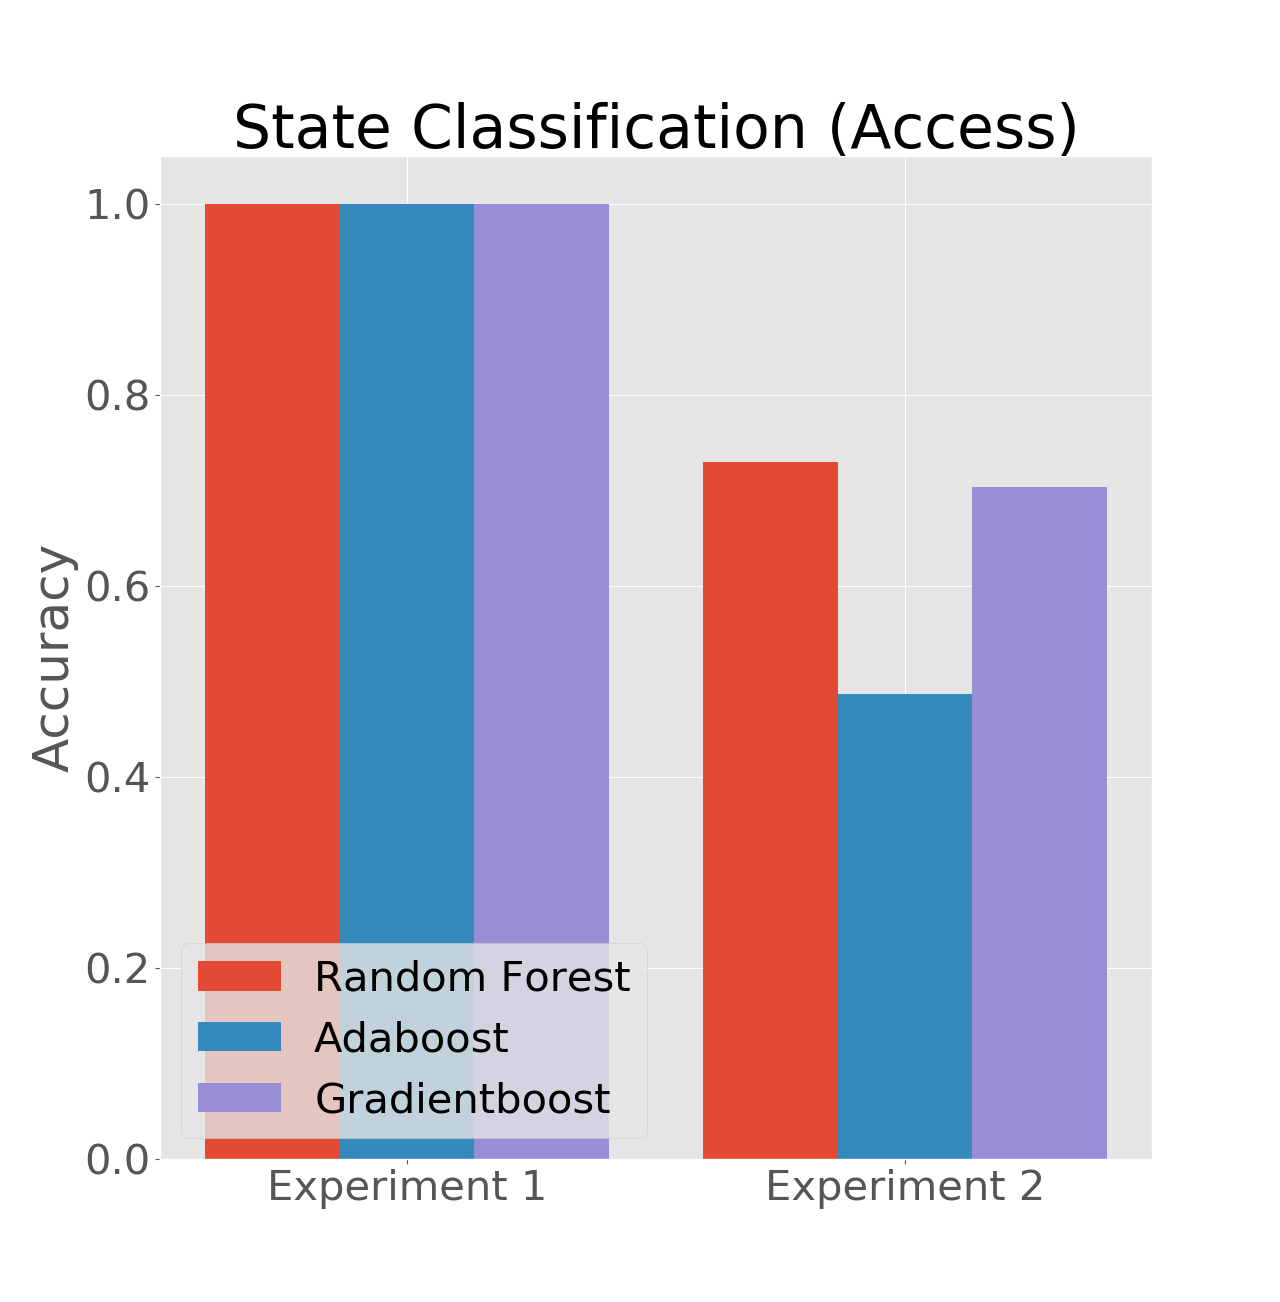 State Classification (Access)
Accuracy
1.0
0.8
0.6
0.4
0.2
0.0
Random Forest
Adaboost
Gradientboost
Experiment 1
Experiment 2